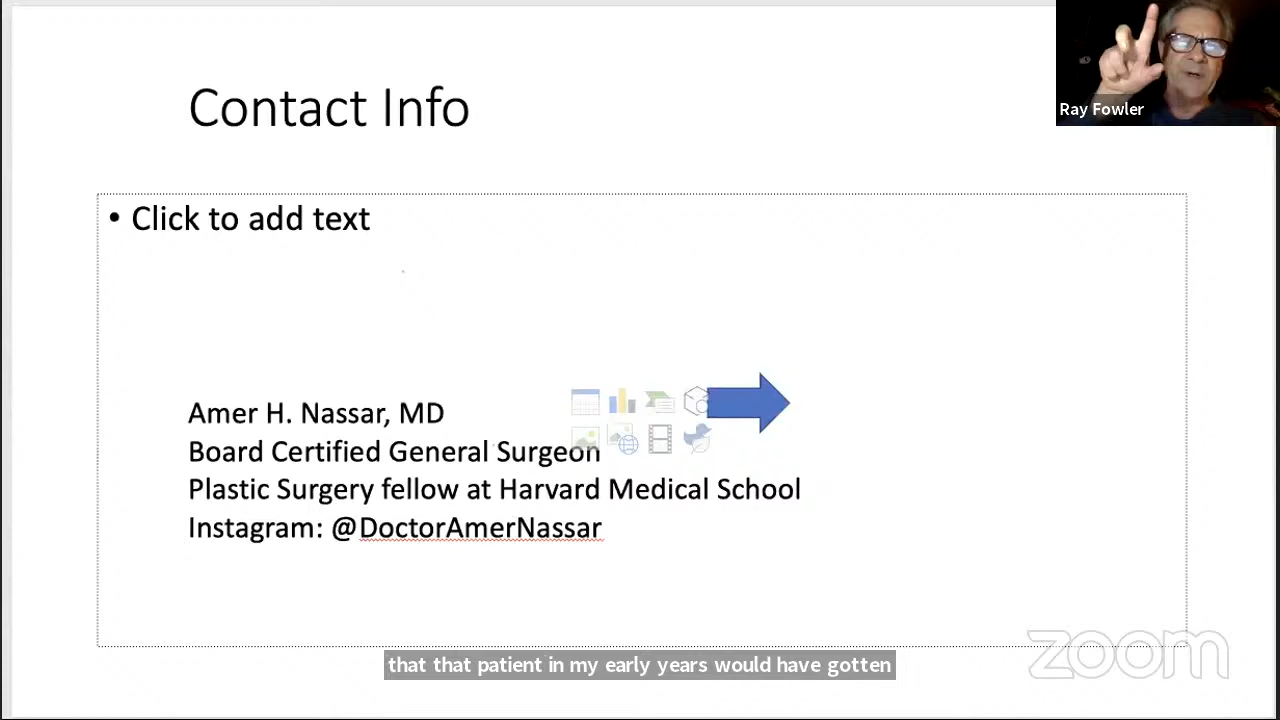 Contact Info
Ray Fowler
• Click to add text
Amer H. Nassar, MD
Board Certified General Surgeon
Plastic Surgery fellow at Harvard Medical School
Instagram: @DoctorAmerNassar
zoom
that that patient in my early years would have gotten